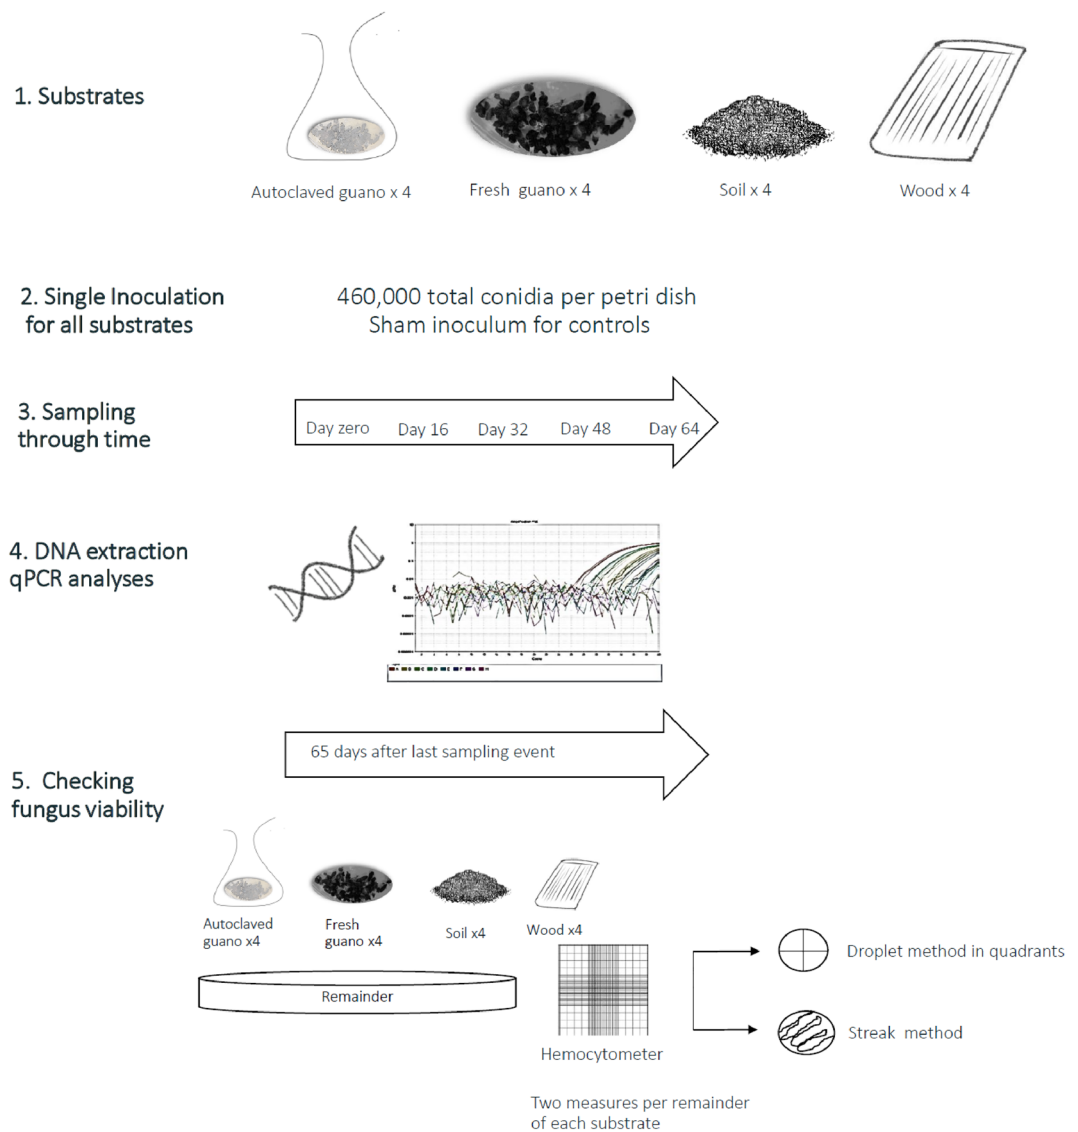 1. Substrates
Autoclaved guano x 4
Fresh guano x 4
Soil x 4
Wood x 4
2. Single Inoculation
for all substrates
460,000 total conidia per petri dish
Sham inoculum for controls
3. Sampling
through time
Day zero
Day 16
Day 32
Day 48
Day 64
4. DNA extraction
qPCR analyses
65 days after last sampling event
5. Checking
fungus viability
Autoclaved
guano x4
Fresh
guano x4
Soil x4
Wood x4
Remainder
Hemocytometer
Droplet method in quadrants
Streak method
Two measures per remainder
of each substrate